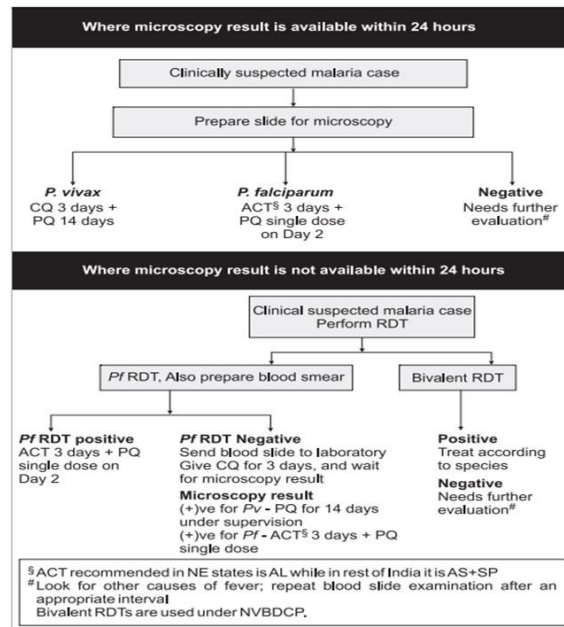 Where microscopy result is available within 24 hours
Clinically suspected malaria case
Prepare slide for microscopy
P. vivax
CQ 3 days +
PQ 14 days
P. falciparum
ACT§ 3 days +
PQ single dose
on Day 2
Negative
Needs further
evaluation#
Where microscopy result is not available within 24 hours
Clinical suspected malaria case
Perform RDT
Pf RDT, Also prepare blood smear
Bivalent RDT
Pf RDT positive
ACT 3 days + PQ
single dose on
Day 2
Pf RDT Negative
Send blood slide to laboratory
Give CQ for 3 days, and wait
for microscopy result
Microscopy result
(+)ve for Pv - PQ for 14 days
under supervision
(+)ve for Pf - ACT§ 3 days + PQ
single dose
Positive
Treat according
to species
Negative
Needs further
evaluation#
§ACT recommended in NE states is AL while in rest of India it is AS+SP
#Look for other causes of fever; repeat blood slide examination after an
appropriate interval
Bivalent RDTs are used under NVBDCP.